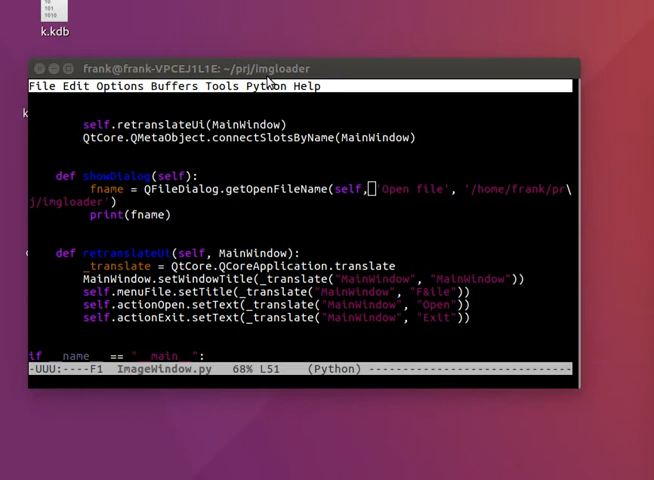 10
101
1010
k.kdb
frank@frank-VPCEJ1L1E: ~/prj/imgloader
File Edit Options Buffers Tools Python Help
self.retranslateUi(MainWindow)
QtCore.QMetaObject.connectSlotsByName(MainWindow)
def showDialog(self):
fname = QFileDialog.getOpenFileName(self, 'Open file', '/home/frank/pr\
j/imgloader')
print(fname)
def retranslateUi(self, MainWindow):
_translate = QtCore.QCoreApplication.translate
MainWindow.setWindowTitle(_translate("MainWindow", "MainWindow"))
self.menuFile.setTitle(_translate("MainWindow", "F&ile"))
self.actionOpen.setText(_translate("MainWindow", "Open"))
self.actionExit.setText(_translate("MainWindow", "Exit"))
if __name__ == "__main__":
-UUU:----F1 ImageWindow.py 68% L51 (Python) --------------------------